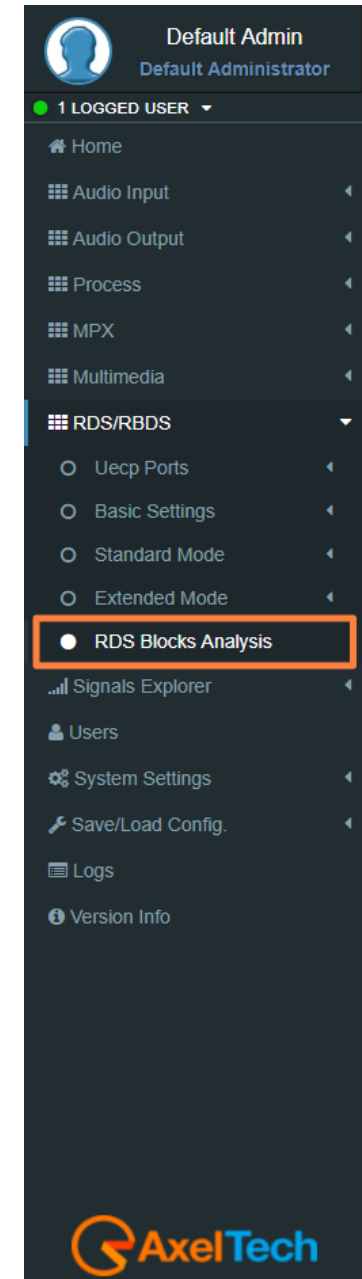 Default Admin
Default Administrator
1 LOGGED USER
Home
Audio Input
Audio Output
Process
MPX
Multimedia
RDS/RBDS
Uecp Ports
Basic Settings
Standard Mode
Extended Mode
RDS Blocks Analysis
Signals Explorer
Users
System Settings
Save/Load Config.
Logs
Version Info
AxelTech